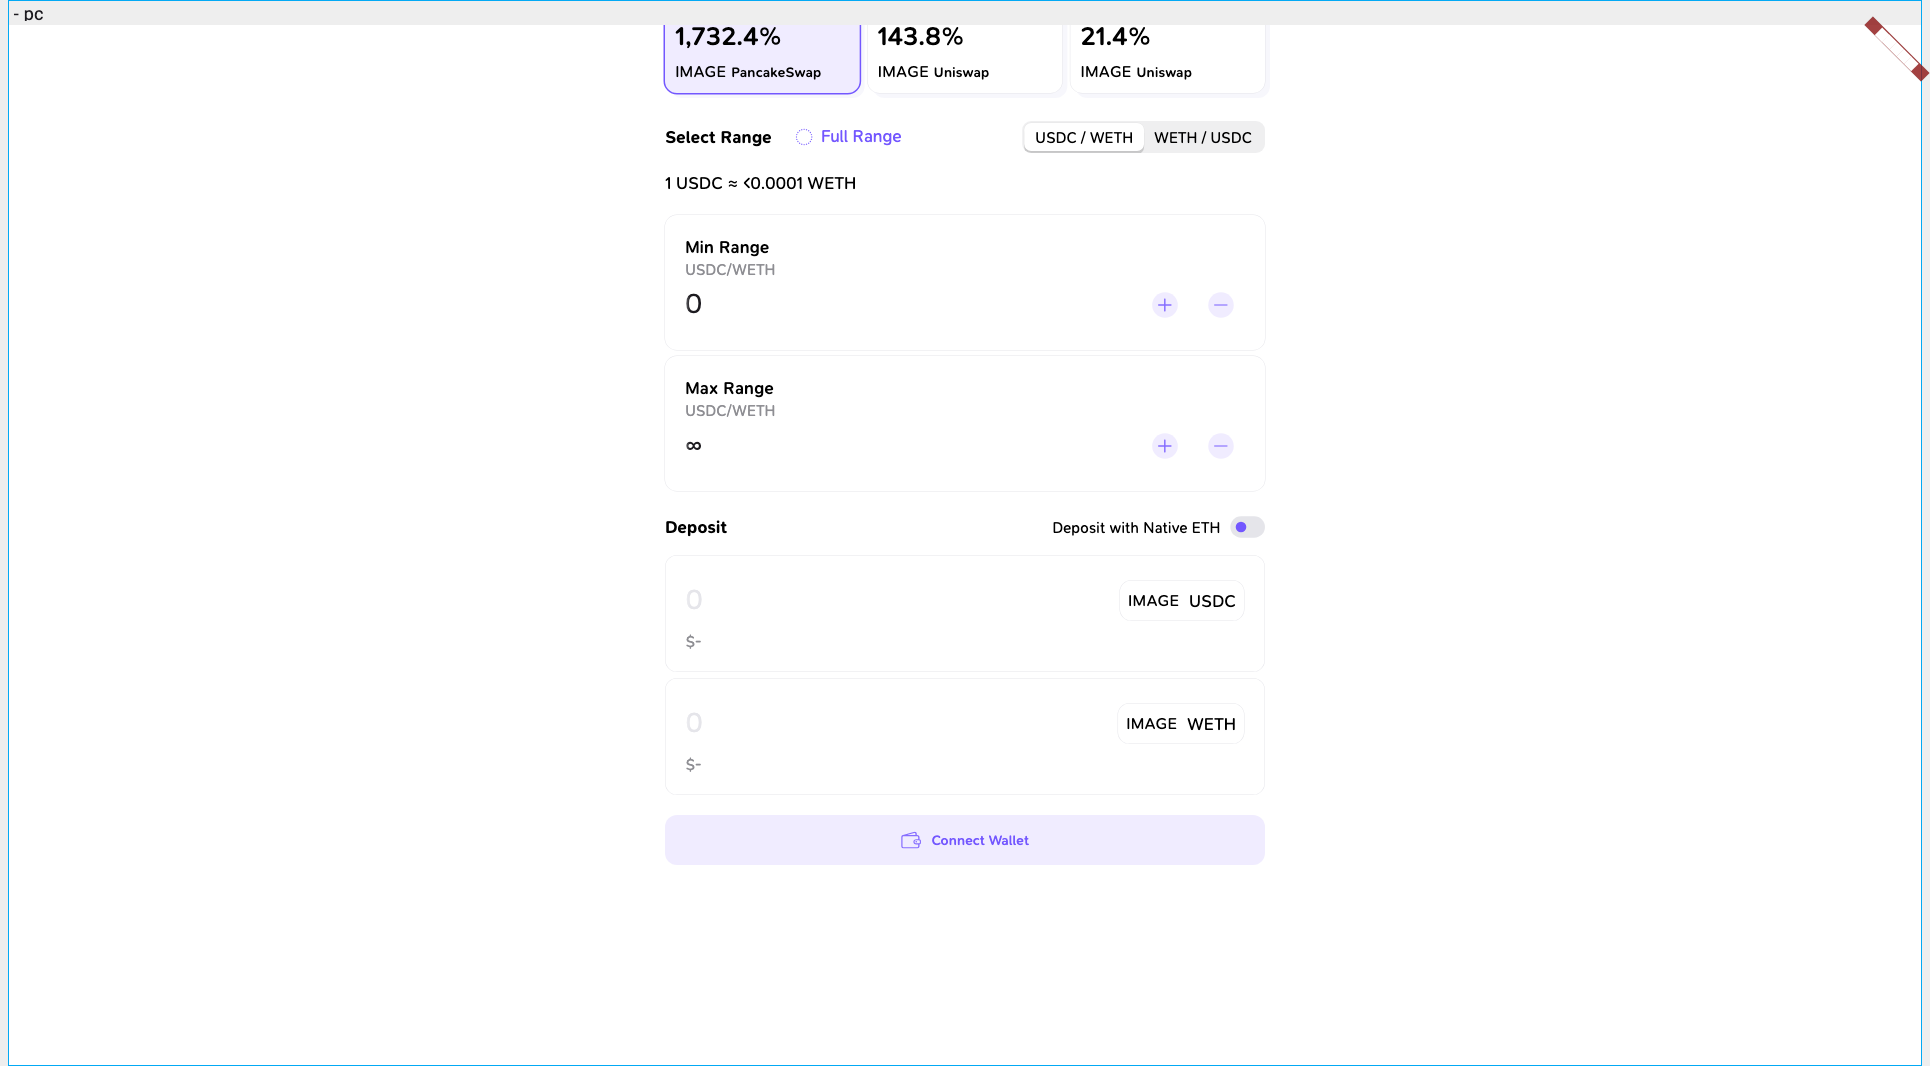 - pc
1,732.4% 143.8% 21.4%
IMAGE PancakeSwap IMAGE Uniswap IMAGE Uniswap
Select Range Full Range USDC / WETH WETH / USDC
1 USDC ≈ <0.0001 WETH
Min Range
USDC/WETH
0
Max Range
USDC/WETH
∞
Deposit Deposit with Native ETH
0 IMAGE USDC
$-
0 IMAGE WETH
$-
Connect Wallet